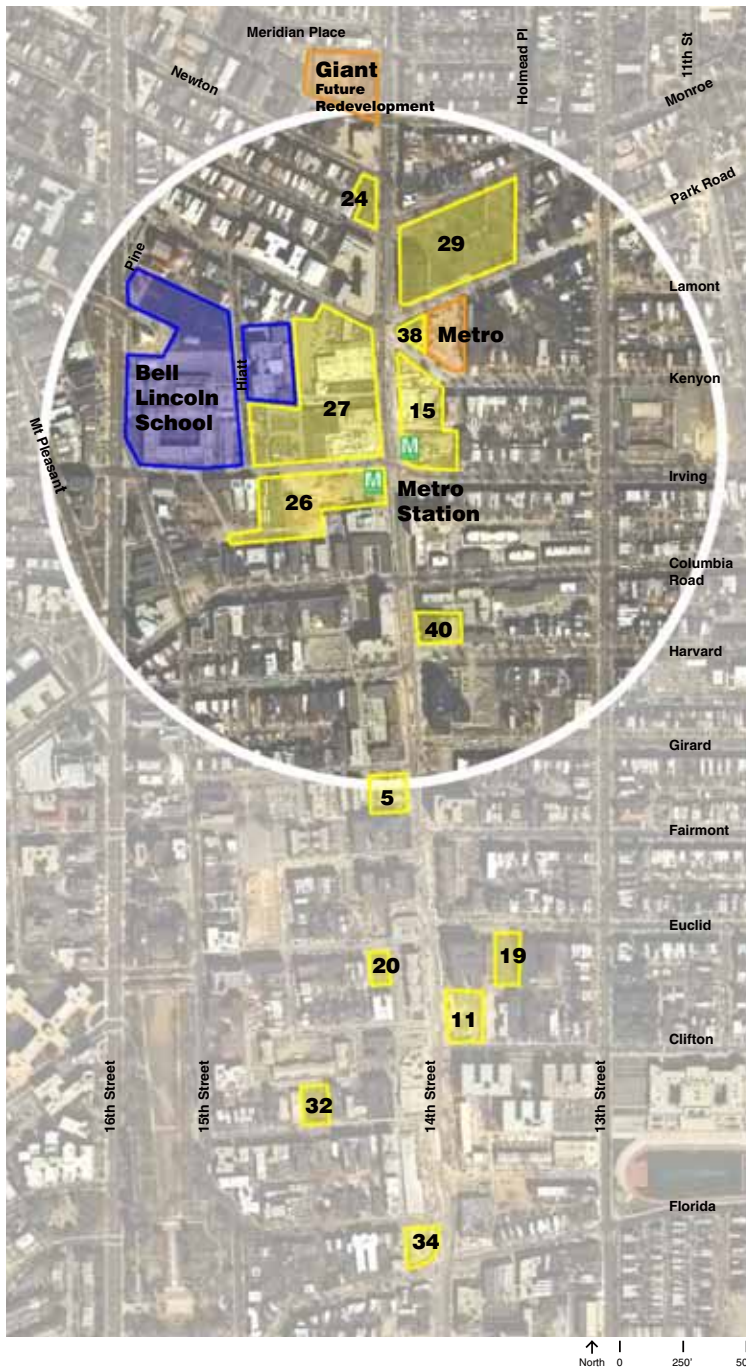 Meridian Place
Holmead Pl
11th St
Newton
Giant
Future
Redevelopment
Monroe
Park Road
24
29
Pine
Lamont
38
Metro
Bell
Lincoln
School
Hiatt
27
15
Kenyon
Mt Pleasant
M
M
Irving
26
Metro
Station
Columbia
Road
40
Harvard
Girard
5
Fairmont
Euclid
20
19
11
Clifton
16th Street
15th Street
14th Street
13th Street
32
Florida
34
North 0 250'